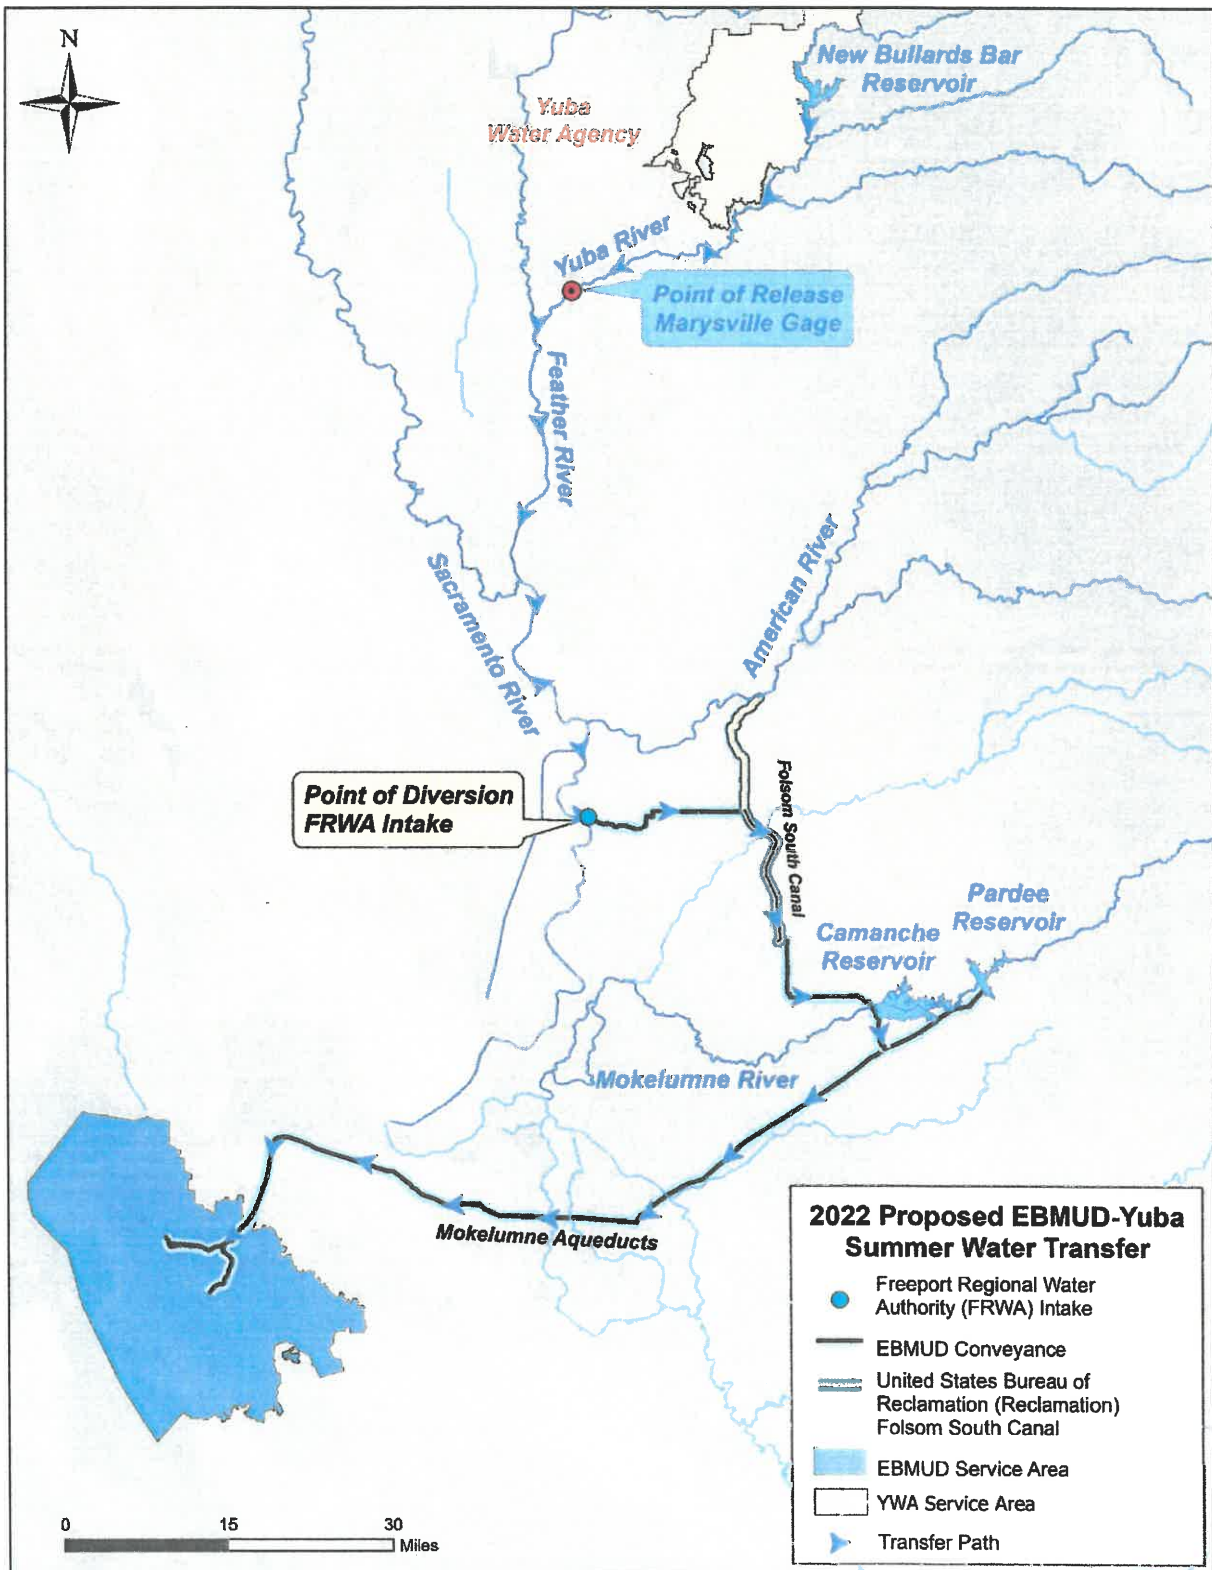 N
New Bullards Bar
Reservoir
Yuba
Water Agency
Yuba River
Point of Release
Marysville Gage
Feather River
Sacramento River
American River
Point of Diversion
FRWA Intake
Folsom South Canal
Pardee
Reservoir
Camanche
Reservoir
Mokelumne River
Mokelumne Aqueducts
2022 Proposed EBMUD-Yuba
Summer Water Transfer
Freeport Regional Water
Authority (FRWA) Intake
EBMUD Conveyance
United States Bureau of
Reclamation (Reclamation)
Folsom South Canal
EBMUD Service Area
YWA Service Area
Transfer Path
0 15 30
Miles